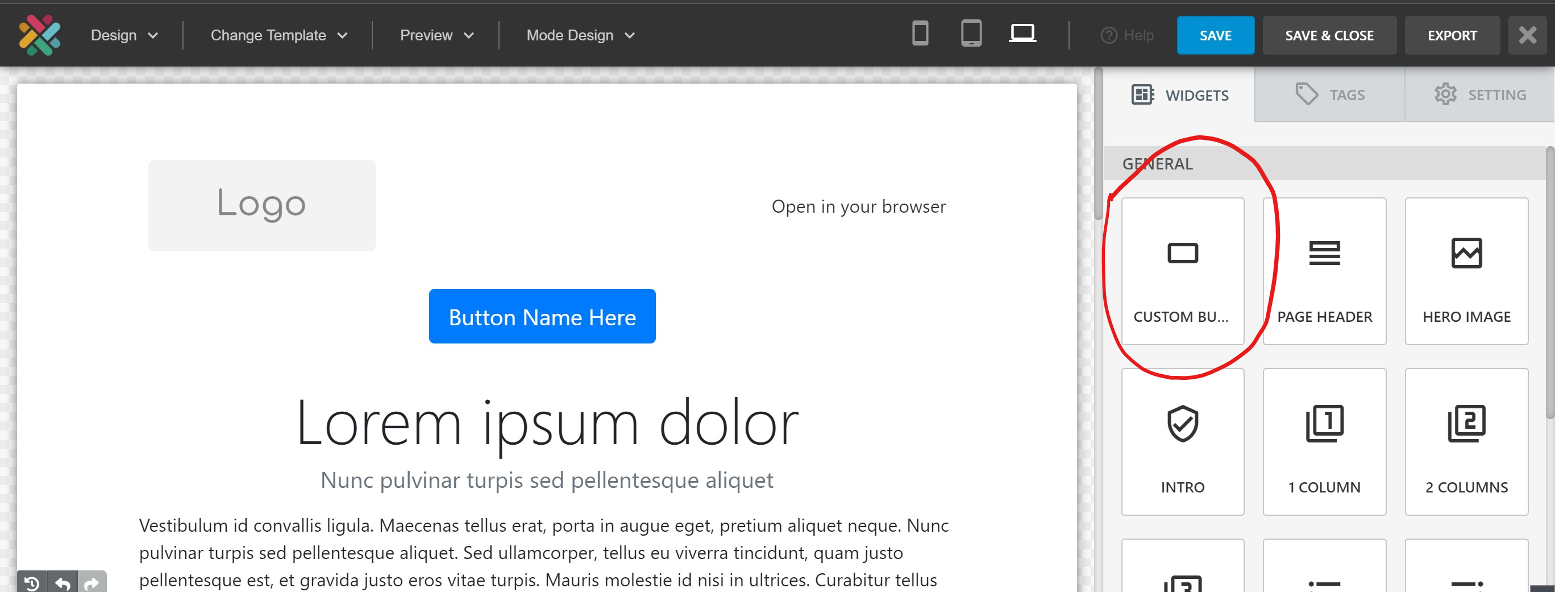 Design
Change Template
Preview
Mode Design
Help
SAVE
SAVE & CLOSE
EXPORT
WIDGETS
TAGS
SETTING
GENERAL
Logo
Open in your browser
Button Name Here
Lorem ipsum dolor
Nunc pulvinar turpis sed pellentesque aliquet
Vestibulum id convallis ligula. Maecenas tellus erat, porta in augue eget, pretium aliquet neque. Nunc
pulvinar turpis sed pellentesque aliquet. Sed ullamcorper, tellus eu viverra tincidunt, quam justo
pellentesque est, et gravida justo eros vitae turpis. Mauris molestie id nisi in ultrices. Curabitur tellus
CUSTOM BU...
PAGE HEADER
HERO IMAGE
1
2
INTRO
1 COLUMN
2 COLUMNS
3